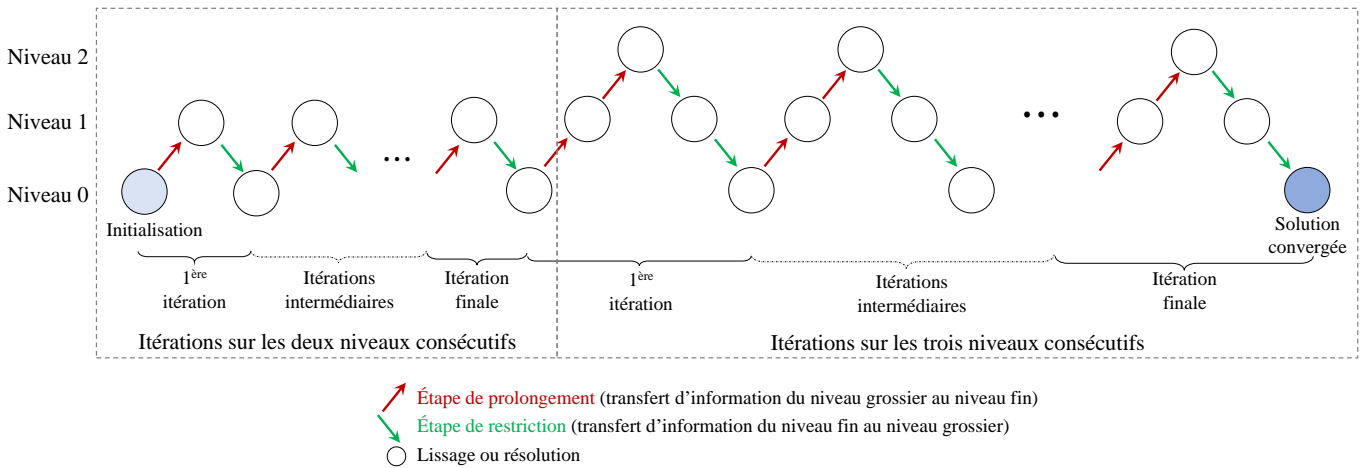 Niveau 2
Niveau 1
Niveau 0
...
...
Initialisation
Solution
convergée
1ère
itération
Itérations
intermédiaires
Itération
finale
1ère
itération
Itérations
intermédiaires
Itération
finale
Itérations sur les deux niveaux consécutifs
Itérations sur les trois niveaux consécutifs
Étape de prolongement (transfert d’information du niveau grossier au niveau fin)
Étape de restriction (transfert d’information du niveau fin au niveau grossier)
Lissage ou résolution